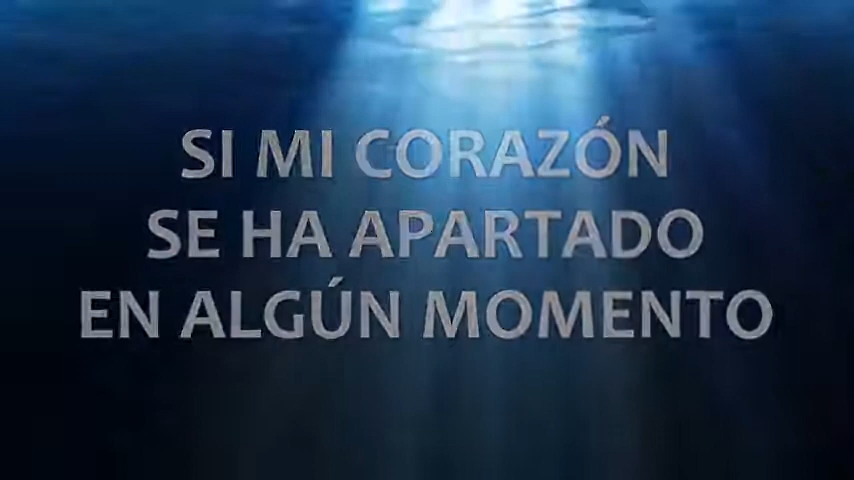 SI MI CORAZÓN
SE HA APARTADO
EN ALGÚN MOMENTO